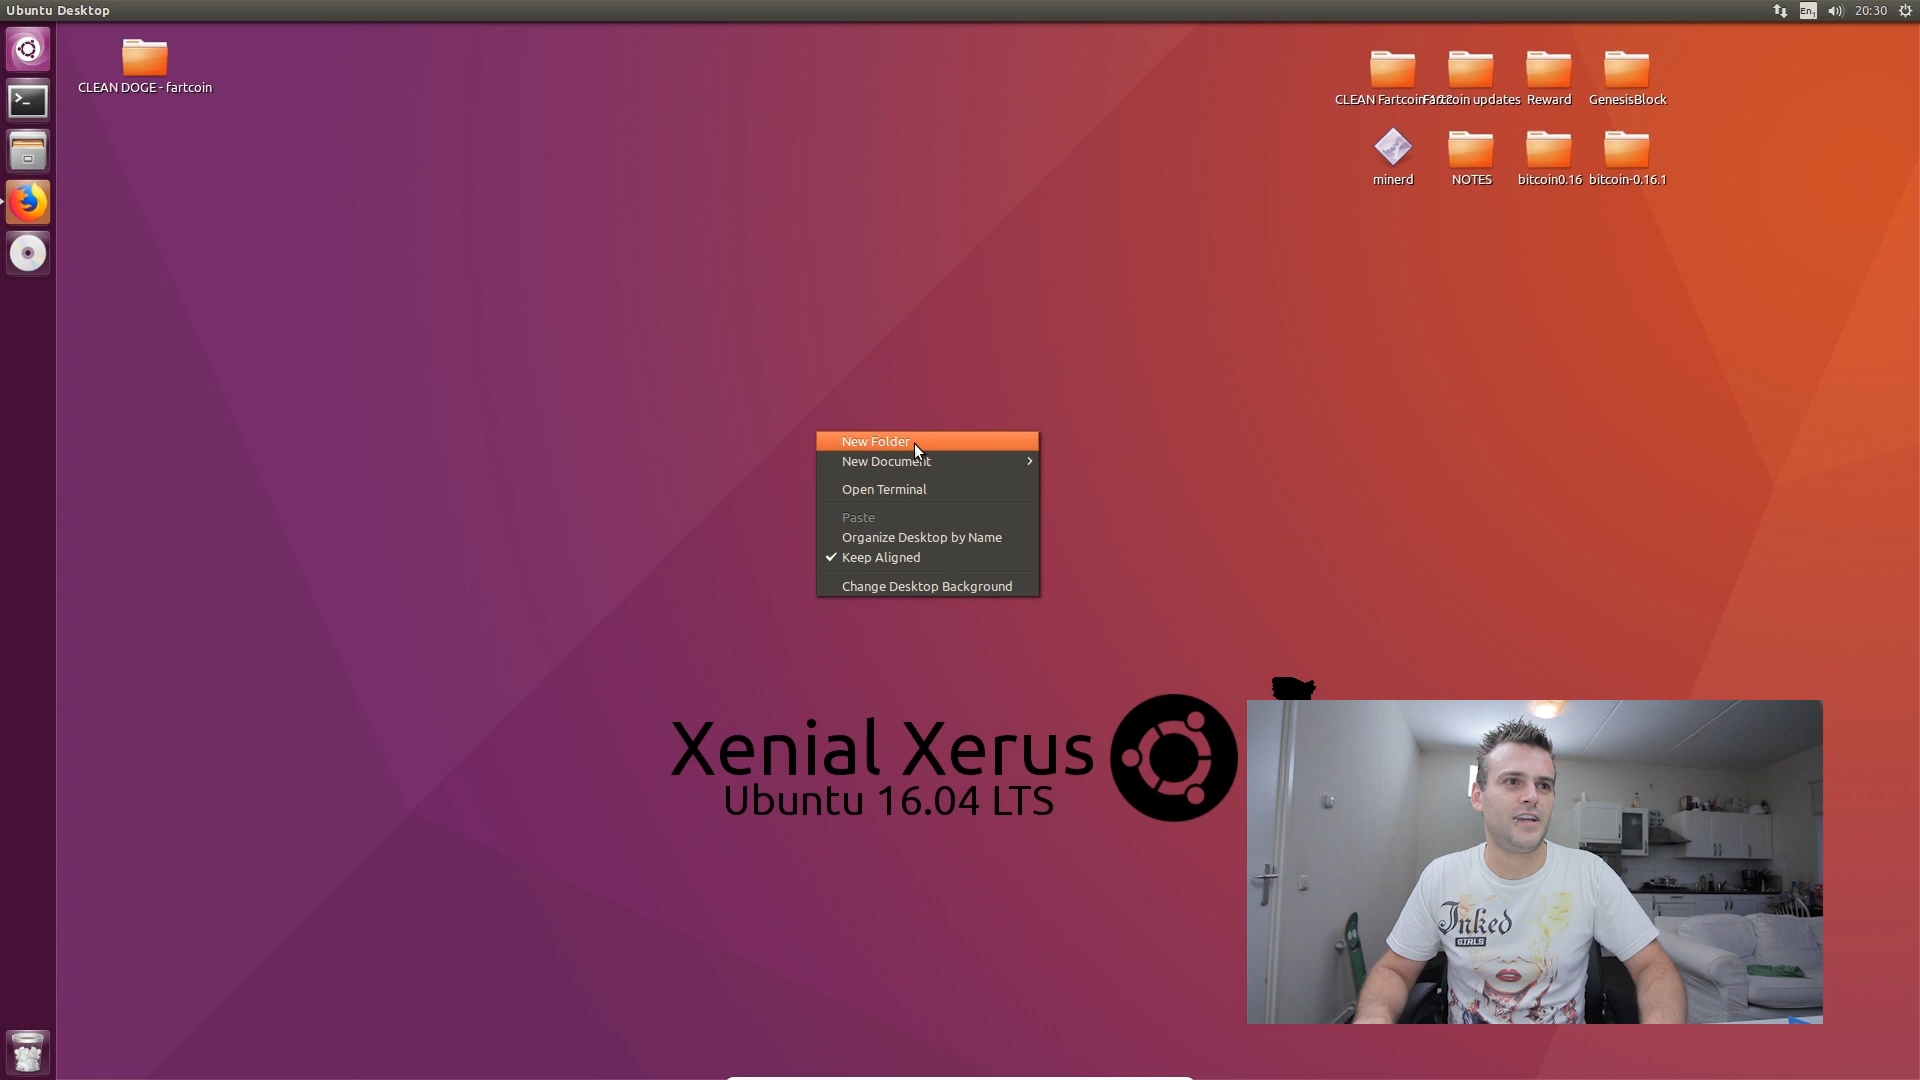 Ubuntu Desktop
En1
20:30
CLEAN DOGE - fartcoin
CLEAN Fartcoin
Fartcoin updates
Reward
GenesisBlock
minerd
NOTES
bitcoin0.16
bitcoin-0.16.1
New Folder
New Document
Open Terminal
Paste
Organize Desktop by Name
Keep Aligned
Change Desktop Background
Xenial Xerus
Ubuntu 16.04 LTS
Inked
GIRLS